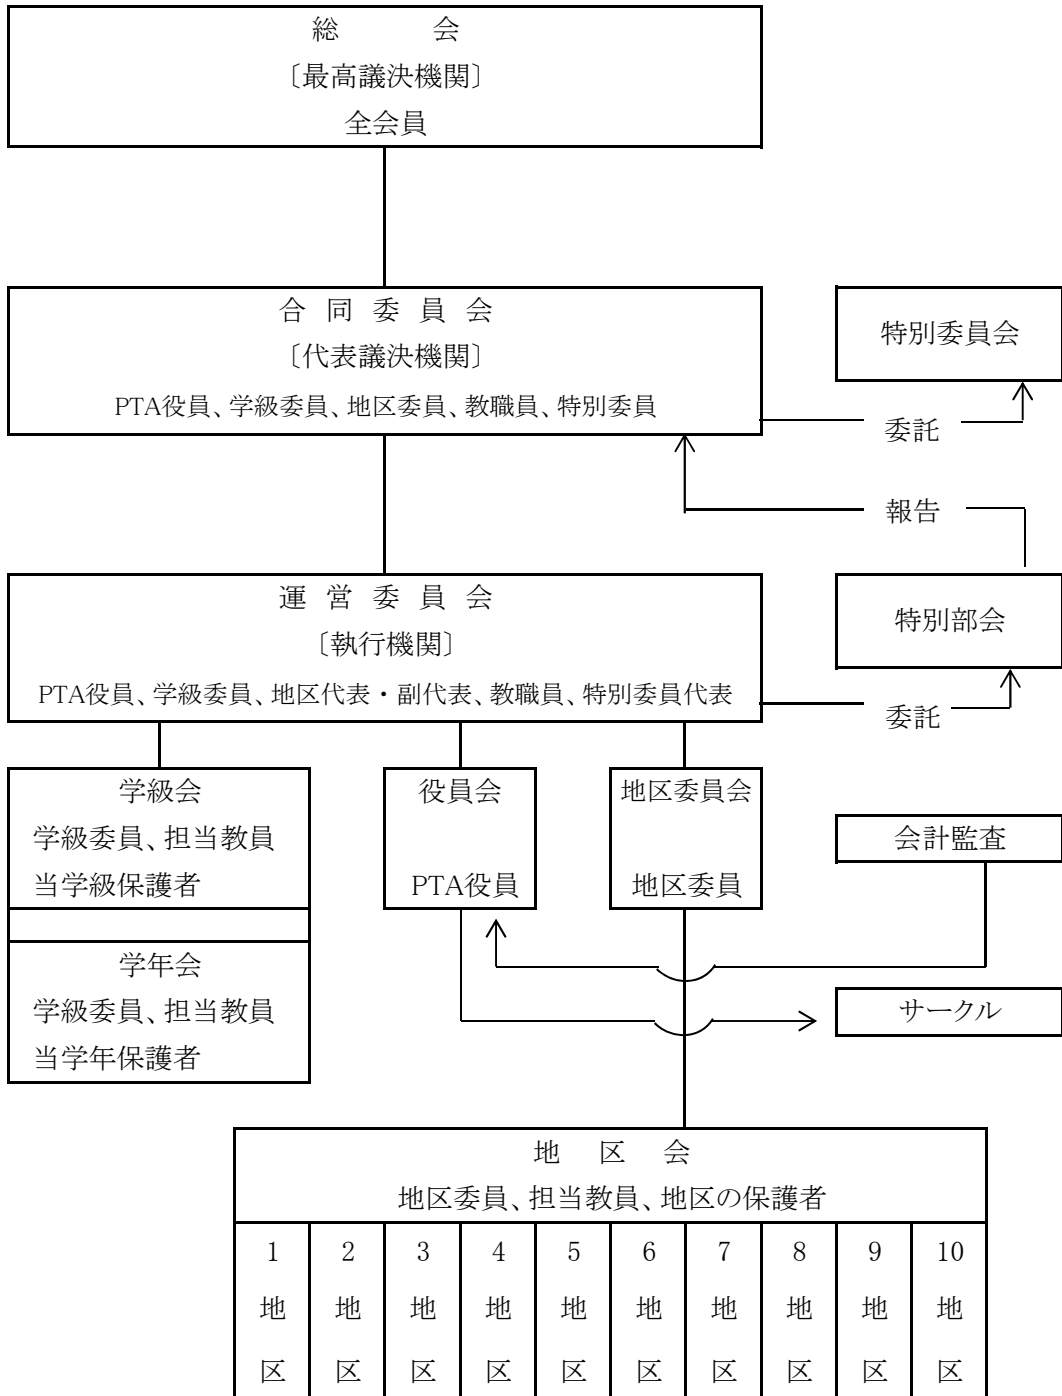 総会
〔最高議決機関〕
全会員
合同委員会
〔代表議決機関〕
PTA役員、学級委員、地区委員、教職員、特別委員
特別委員会
委託
報告
運営委員会
〔執行機関〕
PTA役員、学級委員、地区代表・副代表、教職員、特別委員代表
特別部会
委託
学級会
学級委員、担当教員
当学級保護者
役員会
PTA役員
地区委員会
地区委員
会計監査
学年会
学級委員、担当教員
当学年保護者
サークル
地区会
地区委員、担当教員、地区の保護者
1地区
2地区
3地区
4地区
5地区
6地区
7地区
8地区
9地区
10地区